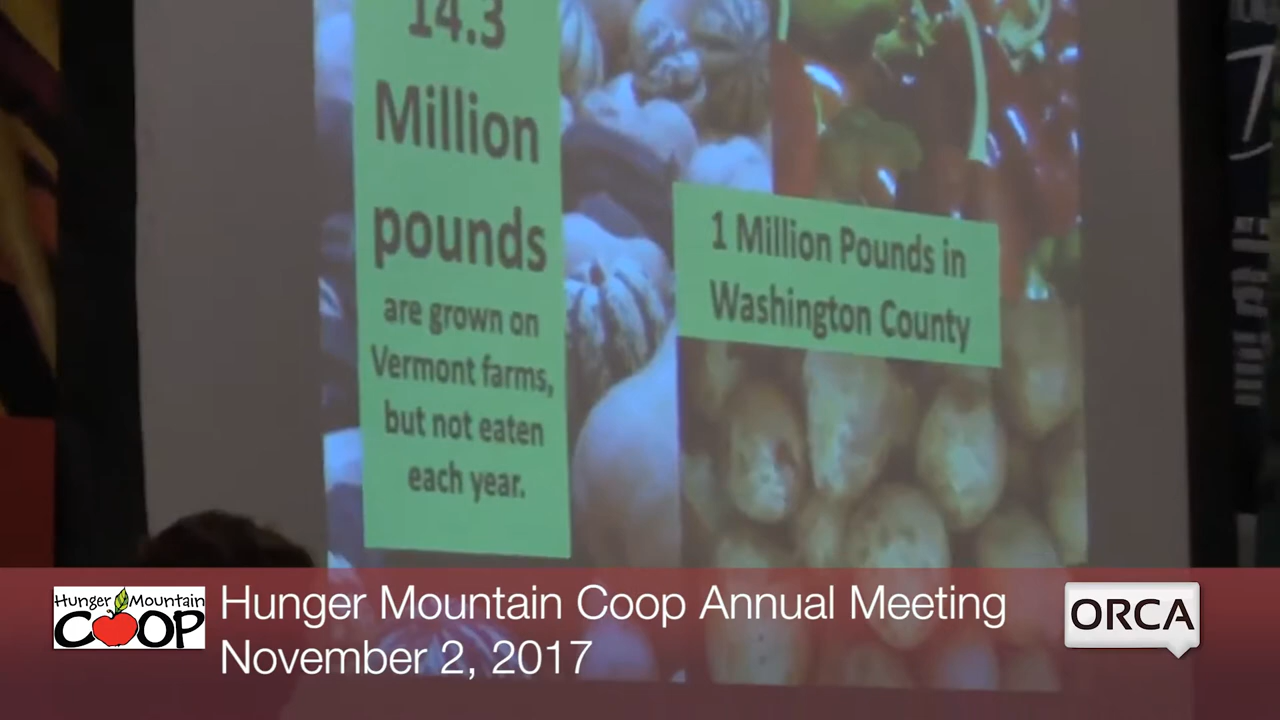 14.3
Million
pounds
are grown on
Vermont farms,
but not eaten
each year.
1 Million Pounds in
Washington County
Hunger Mountain
COOP
Hunger Mountain Coop Annual Meeting
November 2, 2017
ORCA